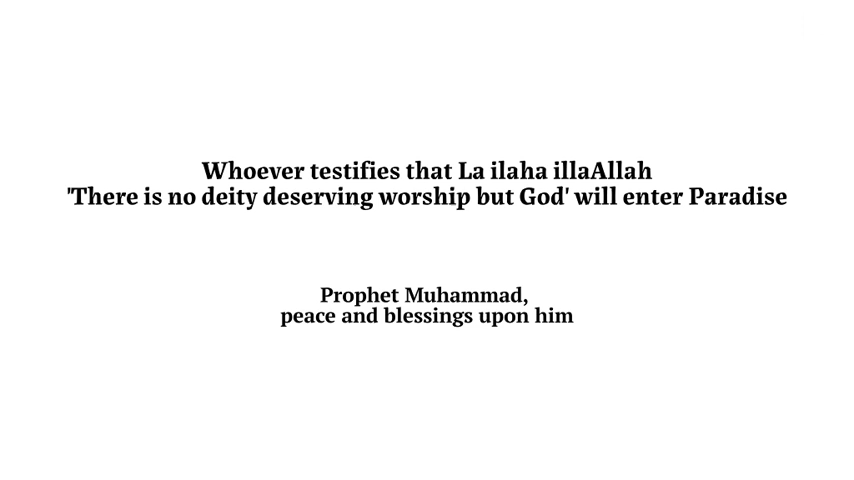 Whoever testifies that La ilaha illaAllah
'There is no deity deserving worship but God' will enter Paradise
Prophet Muhammad,
peace and blessings upon him